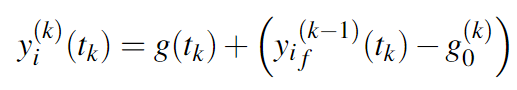 $y_i^{(k)}(t_k) = g(t_k) + \left( y_{i_f}^{(k-1)}(t_k) - g_0^{(k)} \right)$